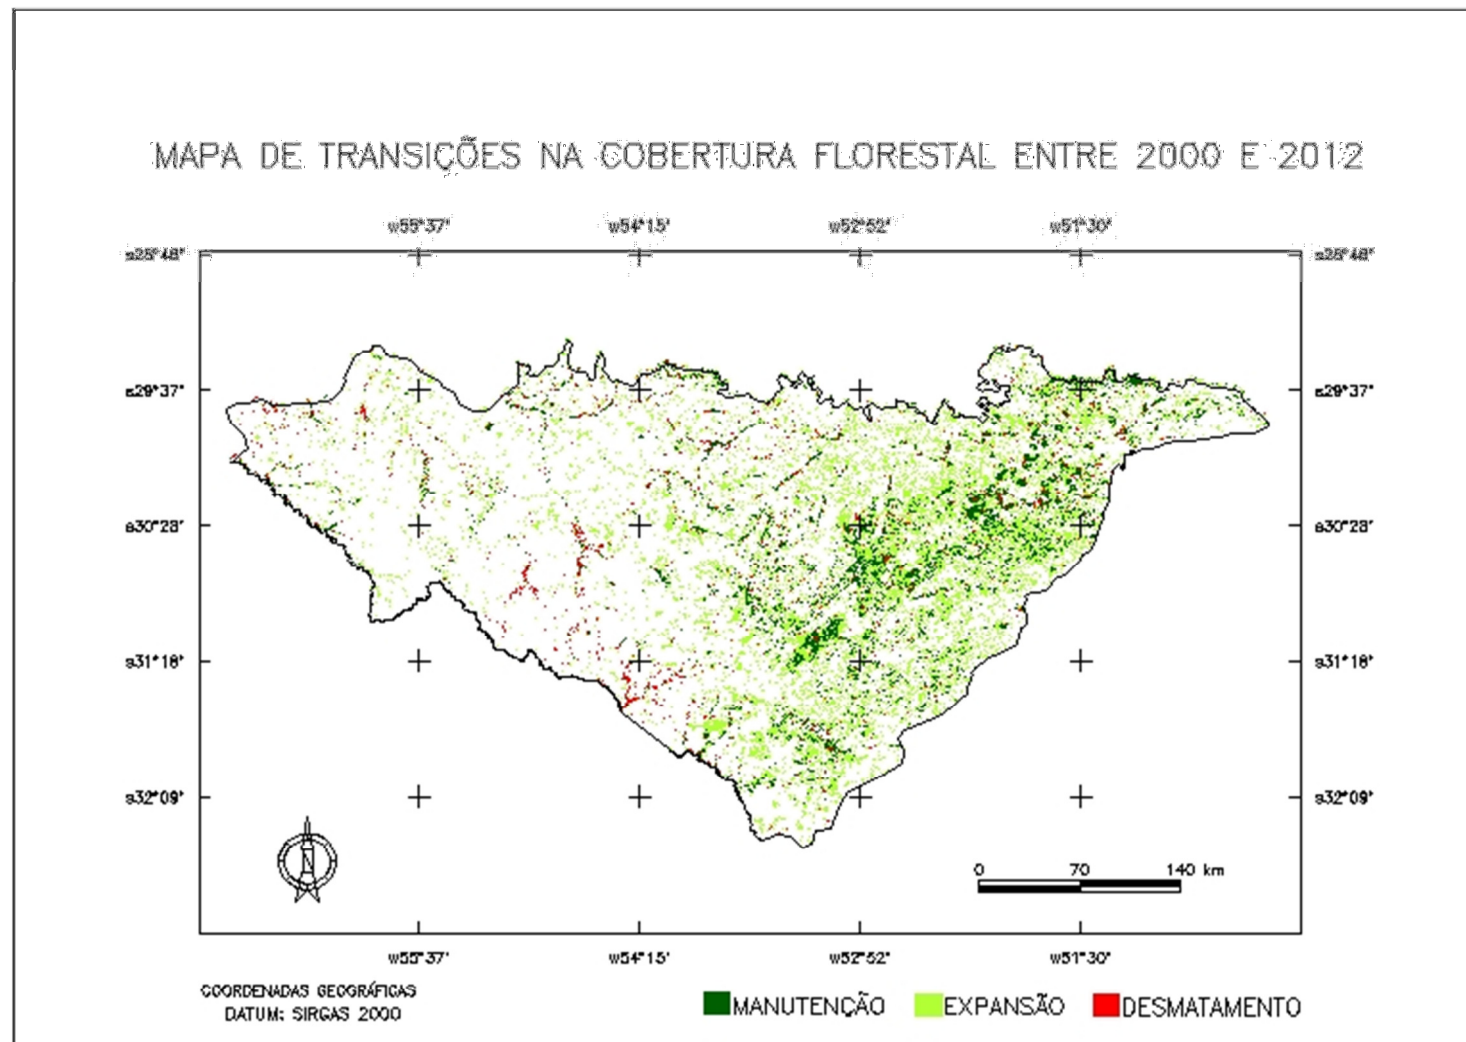 MAPA DE TRANSIÇÕES NA COBERTURA FLORESTAL ENTRE 2000 E 2012
w55°37' w54°15' w52°52' w51°30'
s28°46' s28°46'
s29°37' s29°37'
s30°28' s30°28'
s31°18' s31°18'
s32°09' s32°09'
N
0 70 140 km
w55°37' w54°15' w52°52' w51°30'
COORDENADAS GEOGRÁFICAS
DATUM: SIRGAS 2000
MANUTENÇÃO EXPANSÃO DESMATAMENTO